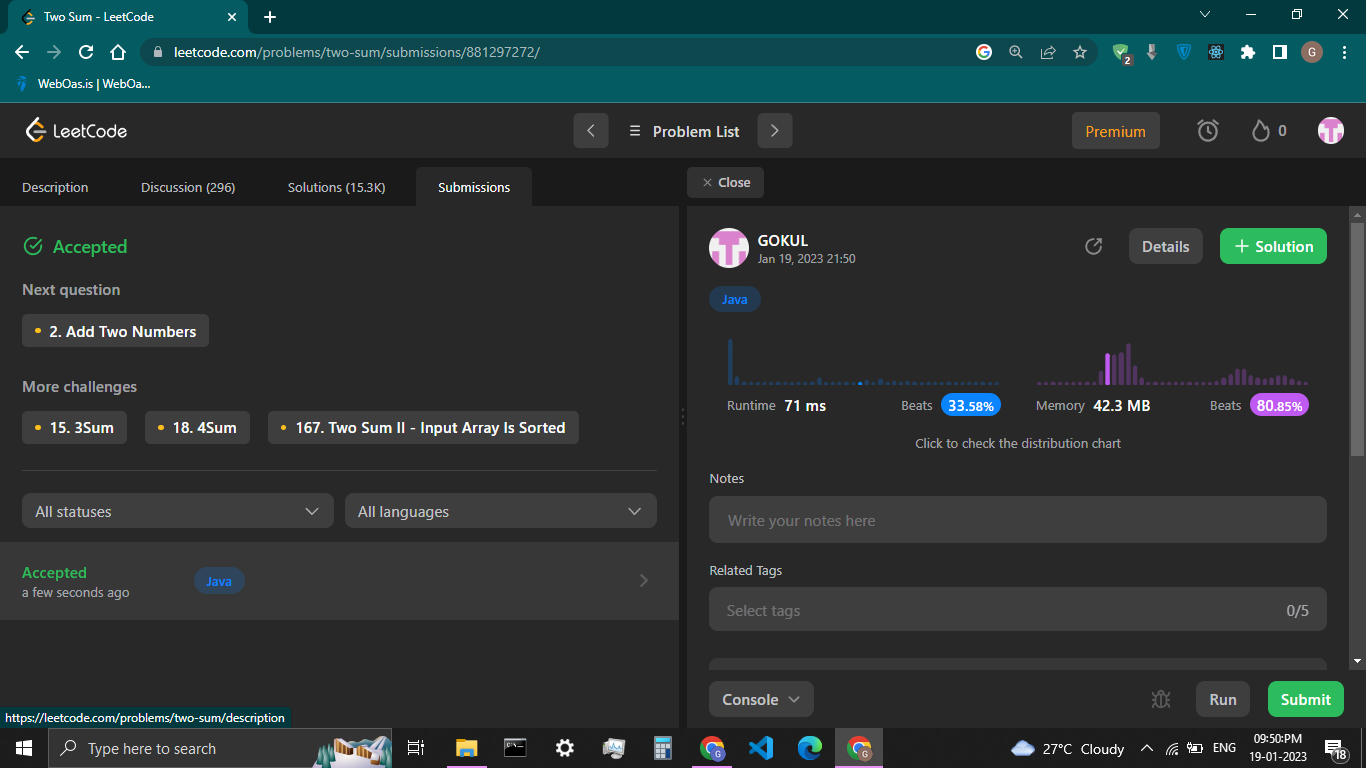 Two Sum - LeetCode
leetcode.com/problems/two-sum/submissions/881297272/
2
G
WebOas.is | WebOa...
LeetCode
Problem List
Premium
0
Description
Discussion (296)
Solutions (15.3K)
Submissions
Close
Accepted
Next question
2. Add Two Numbers
More challenges
15. 3Sum
18. 4Sum
167. Two Sum II - Input Array Is Sorted
All statuses
All languages
Accepted
a few seconds ago
Java
GOKUL
Jan 19, 2023 21:50
Details
Solution
Java
Runtime 71 ms
Beats 33.58%
Memory 42.3 MB
Beats 80.85%
Click to check the distribution chart
Notes
Write your notes here
Related Tags
Select tags
0/5
Console
Run
Submit
https://leetcode.com/problems/two-sum/description
Type here to search
G
G
27°C Cloudy
ENG
09:50:PM
19-01-2023
18